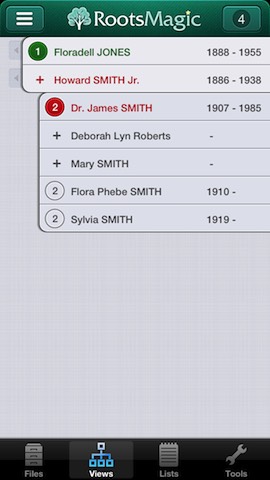 RootsMagic 4
1 Floradell JONES 1888 - 1955
+ Howard SMITH Jr. 1886 - 1938
2 Dr. James SMITH 1907 - 1985
+ Deborah Lyn Roberts -
+ Mary SMITH -
2 Flora Phebe SMITH 1910 -
2 Sylvia SMITH 1919 -
Files Views Lists Tools